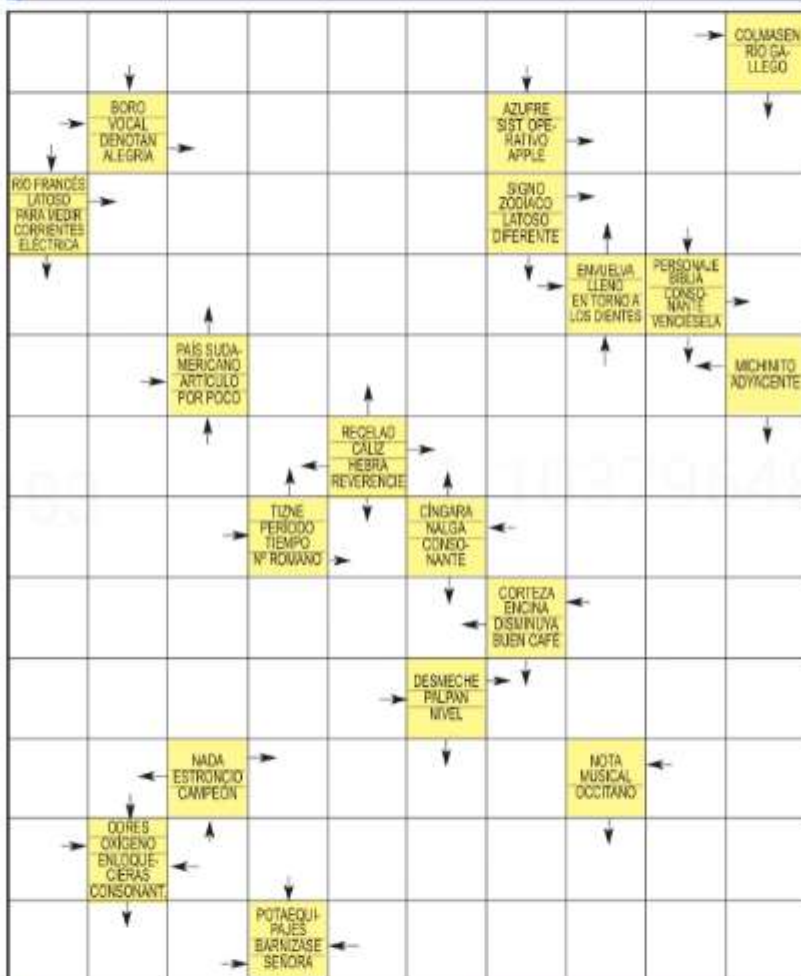 COLMASEN
RÍO GA-
LLEGO
BORO
VOCAL
DENOTAN
ALEGRÍA
AZUFRE
SIST. OPE-
RATIVO
APPLE
RÍO FRANCÉS
LATOSO
PARA MEDIR
CORRIENTES
ELÉCTRICA
SIGNO
ZODÍACO
LATOSO
DIFERENTE
ENVUELVA
LLENO
EN TORNO A
LOS DIENTES
PERSONAJE
BIBLIA
CONSO-
NANTE
VENCIÉSELA
PAÍS SUDA-
MERICANO
ARTÍCULO
POR POCO
MICHINITO
ADYACENTE
RECELAD
CÁLIZ
HEBRA
REVERENCIE
TIZNE
PERÍODO
TIEMPO
Nº ROMANO
CÍNGARA
NALGA
CONSO-
NANTE
CORTEZA
ENCINA
DISMINUYA
BUEN CAFÉ
DESMECHE
PALPAN
NIVEL
NADA
ESTRONCIO
CAMPEÓN
NOTA
MUSICAL
OCCITANO
ODRES
OXÍGENO
ENLOQUE-
CIERAS
CONSONANT.
POTAEQUI-
PAJES
BARNIZASE
SEÑORA